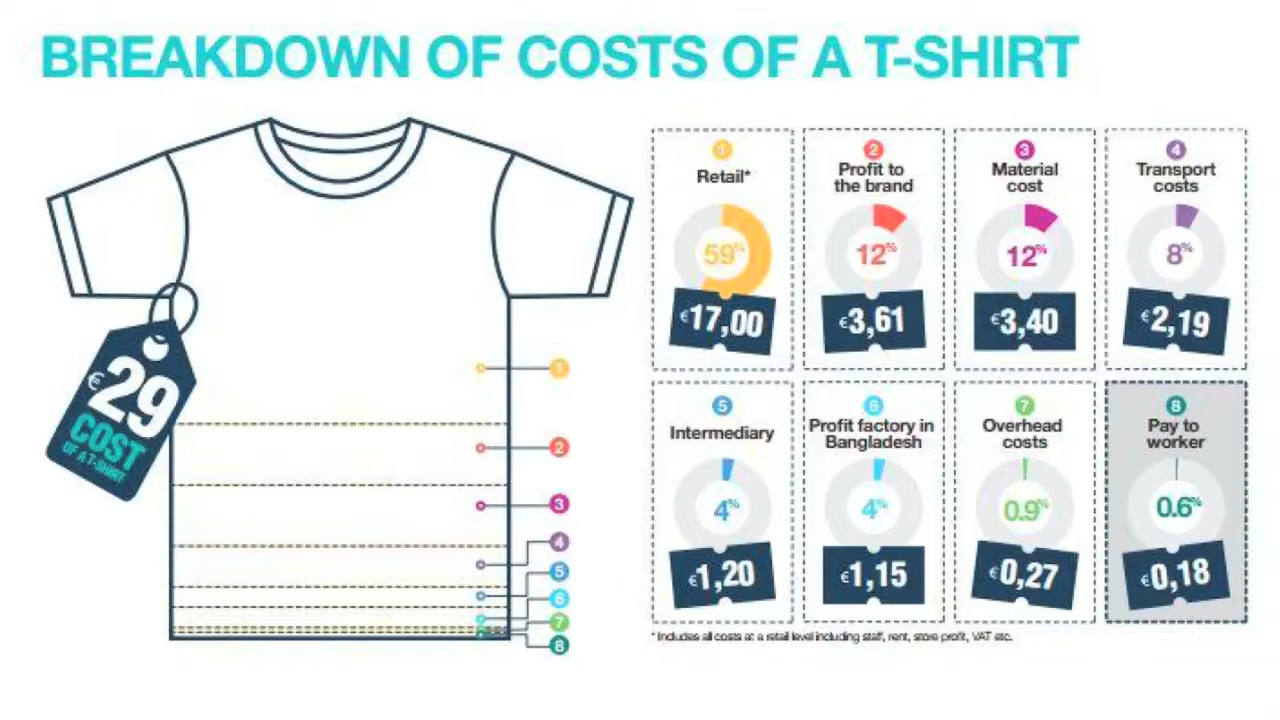 BREAKDOWN OF COSTS OF A T-SHIRT
€29
COST
OF A T-SHIRT
1
2
3
4
5
6
7
8
1
Retail*
59%
€17,00
2
Profit to
the brand
12%
€3,61
3
Material
cost
12%
€3,40
4
Transport
costs
8%
€2,19
5
Intermediary
4%
€1,20
6
Profit factory in
Bangladesh
4%
€1,15
7
Overhead
costs
0.9%
€0,27
8
Pay to
worker
0.6%
€0,18
* Includes all costs at a retail level including staff, rent, store profit, VAT etc.